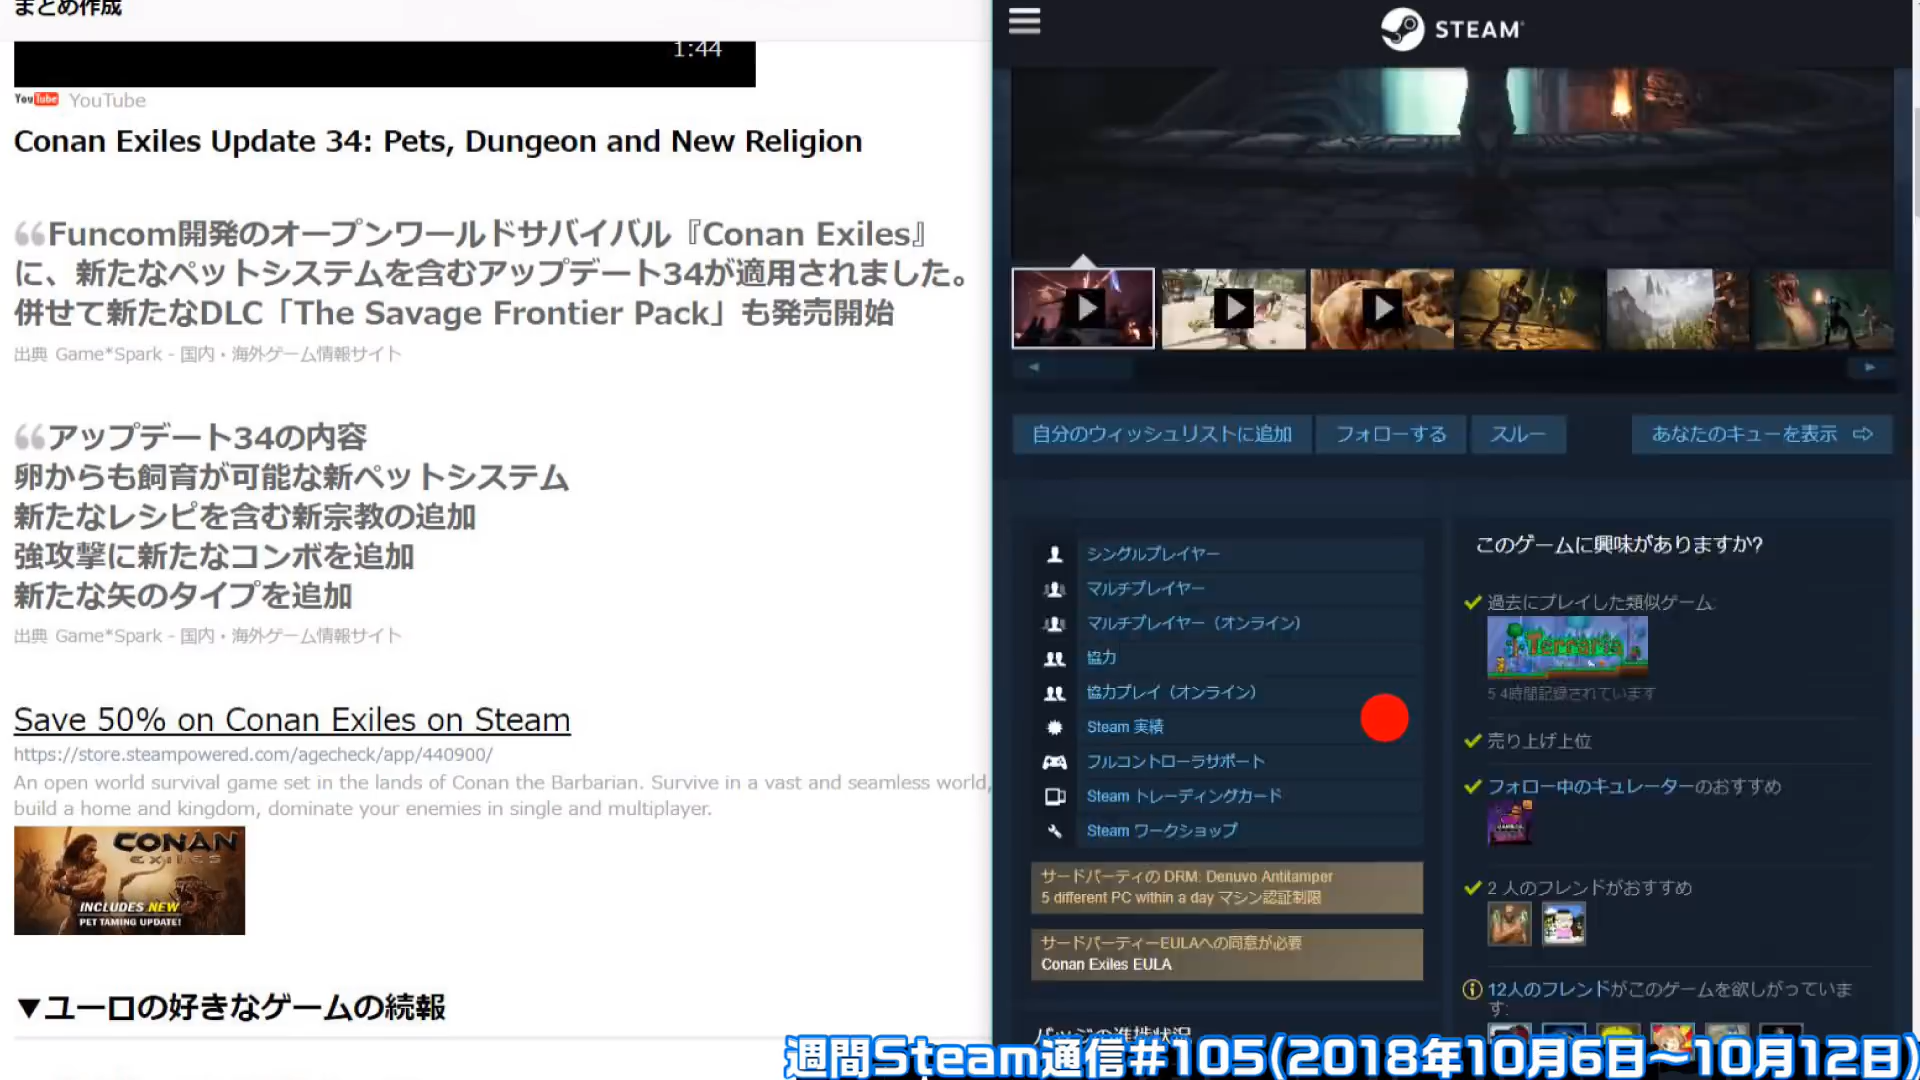 まとめ作成
1:44
YouTube YouTube
Conan Exiles Update 34: Pets, Dungeon and New Religion
Funcom開発のオープンワールドサバイバル『Conan Exiles』
に、新たなペットシステムを含むアップデート34が適用されました。
併せて新たなDLC「The Savage Frontier Pack」も発売開始
出典 Game*Spark - 国内・海外ゲーム情報サイト
アップデート34の内容
卵からも飼育が可能な新ペットシステム
新たなレシピを含む新宗教の追加
強攻撃に新たなコンボを追加
新たな矢のタイプを追加
出典 Game*Spark - 国内・海外ゲーム情報サイト
Save 50% on Conan Exiles on Steam
https://store.steampowered.com/agecheck/app/440900/
An open world survival game set in the lands of Conan the Barbarian. Survive in a vast and seamless world,
build a home and kingdom, dominate your enemies in single and multiplayer.
CONAN
EXILES
INCLUDES NEW
PET TAMING UPDATE!
▼ユーロの好きなゲームの続報
STEAM
自分のウィッシュリストに追加 フォローする スルー あなたのキューを表示
シングルプレイヤー
マルチプレイヤー
マルチプレイヤー（オンライン）
協力
協力プレイ（オンライン）
Steam 実績
フルコントローラサポート
Steam トレーディングカード
Steam ワークショップ
サードパーティの DRM: Denuvo Antitamper
5 different PC within a day マシン認証制限
サードパーティーEULAへの同意が必要
Conan Exiles EULA
バッジの進捗状況
このゲームに興味がありますか?
過去にプレイした類似ゲーム:
Terraria
5.4時間記録されています
売り上げ上位
フォロー中のキュレーターのおすすめ
2 人のフレンドがおすすめ
12人のフレンドがこのゲームを欲しがっていま
す:
週間Steam通信#105(2018年10月6日～10月12日)